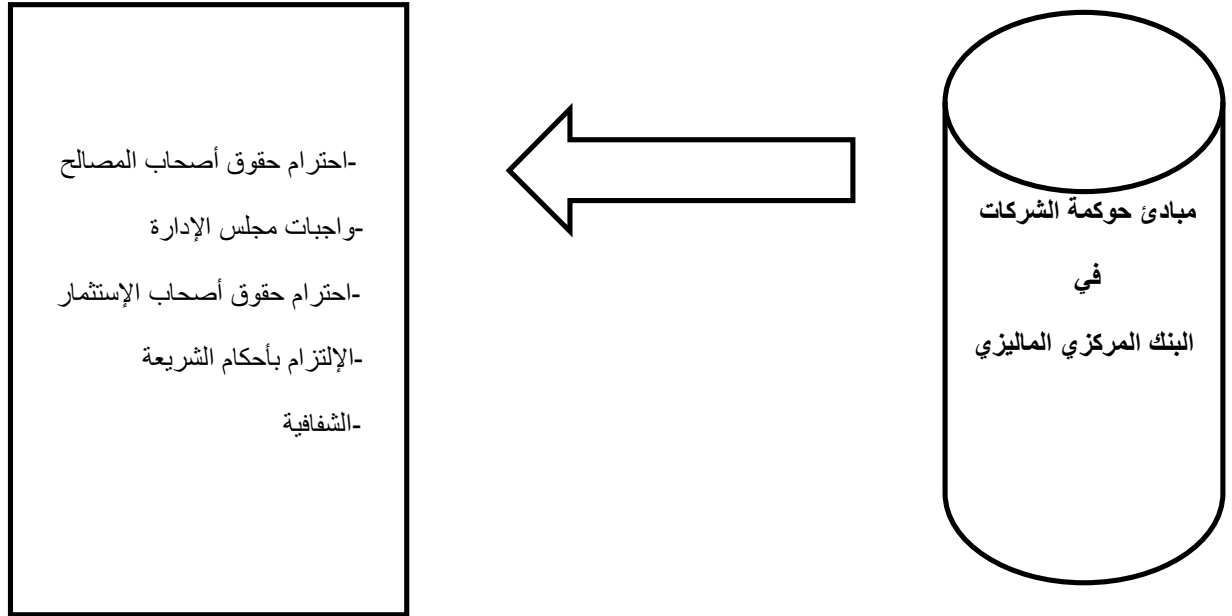 مبادئ حوكمة الشركات
في
البنك المركزي الماليزي
-احترام حقوق أصحاب المصالح
-واجبات مجلس الإدارة
-احترام حقوق أصحاب الإستثمار
-الإلتزام بأحكام الشريعة
-الشفافية